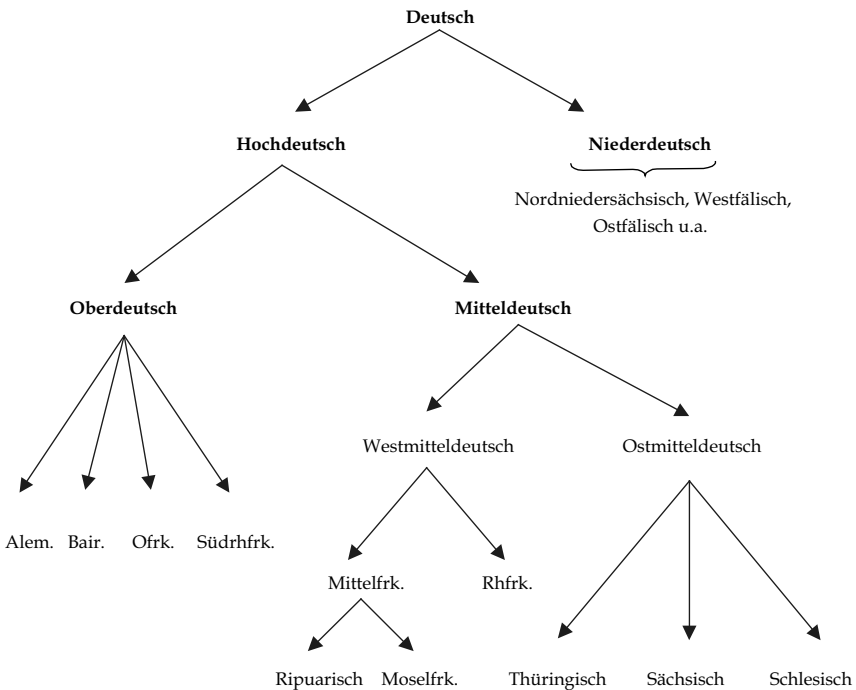 Deutsch
Hochdeutsch Niederdeutsch
Nordniedersächsisch, Westfälisch,
Ostfälisch u.a.
Oberdeutsch Mitteldeutsch
Westmitteldeutsch Ostmitteldeutsch
Alem. Bair. Ofrk. Südrhfrk.
Mittelfrk. Rhfrk.
Ripuarisch Moselfrk. Thüringisch Sächsisch Schlesisch